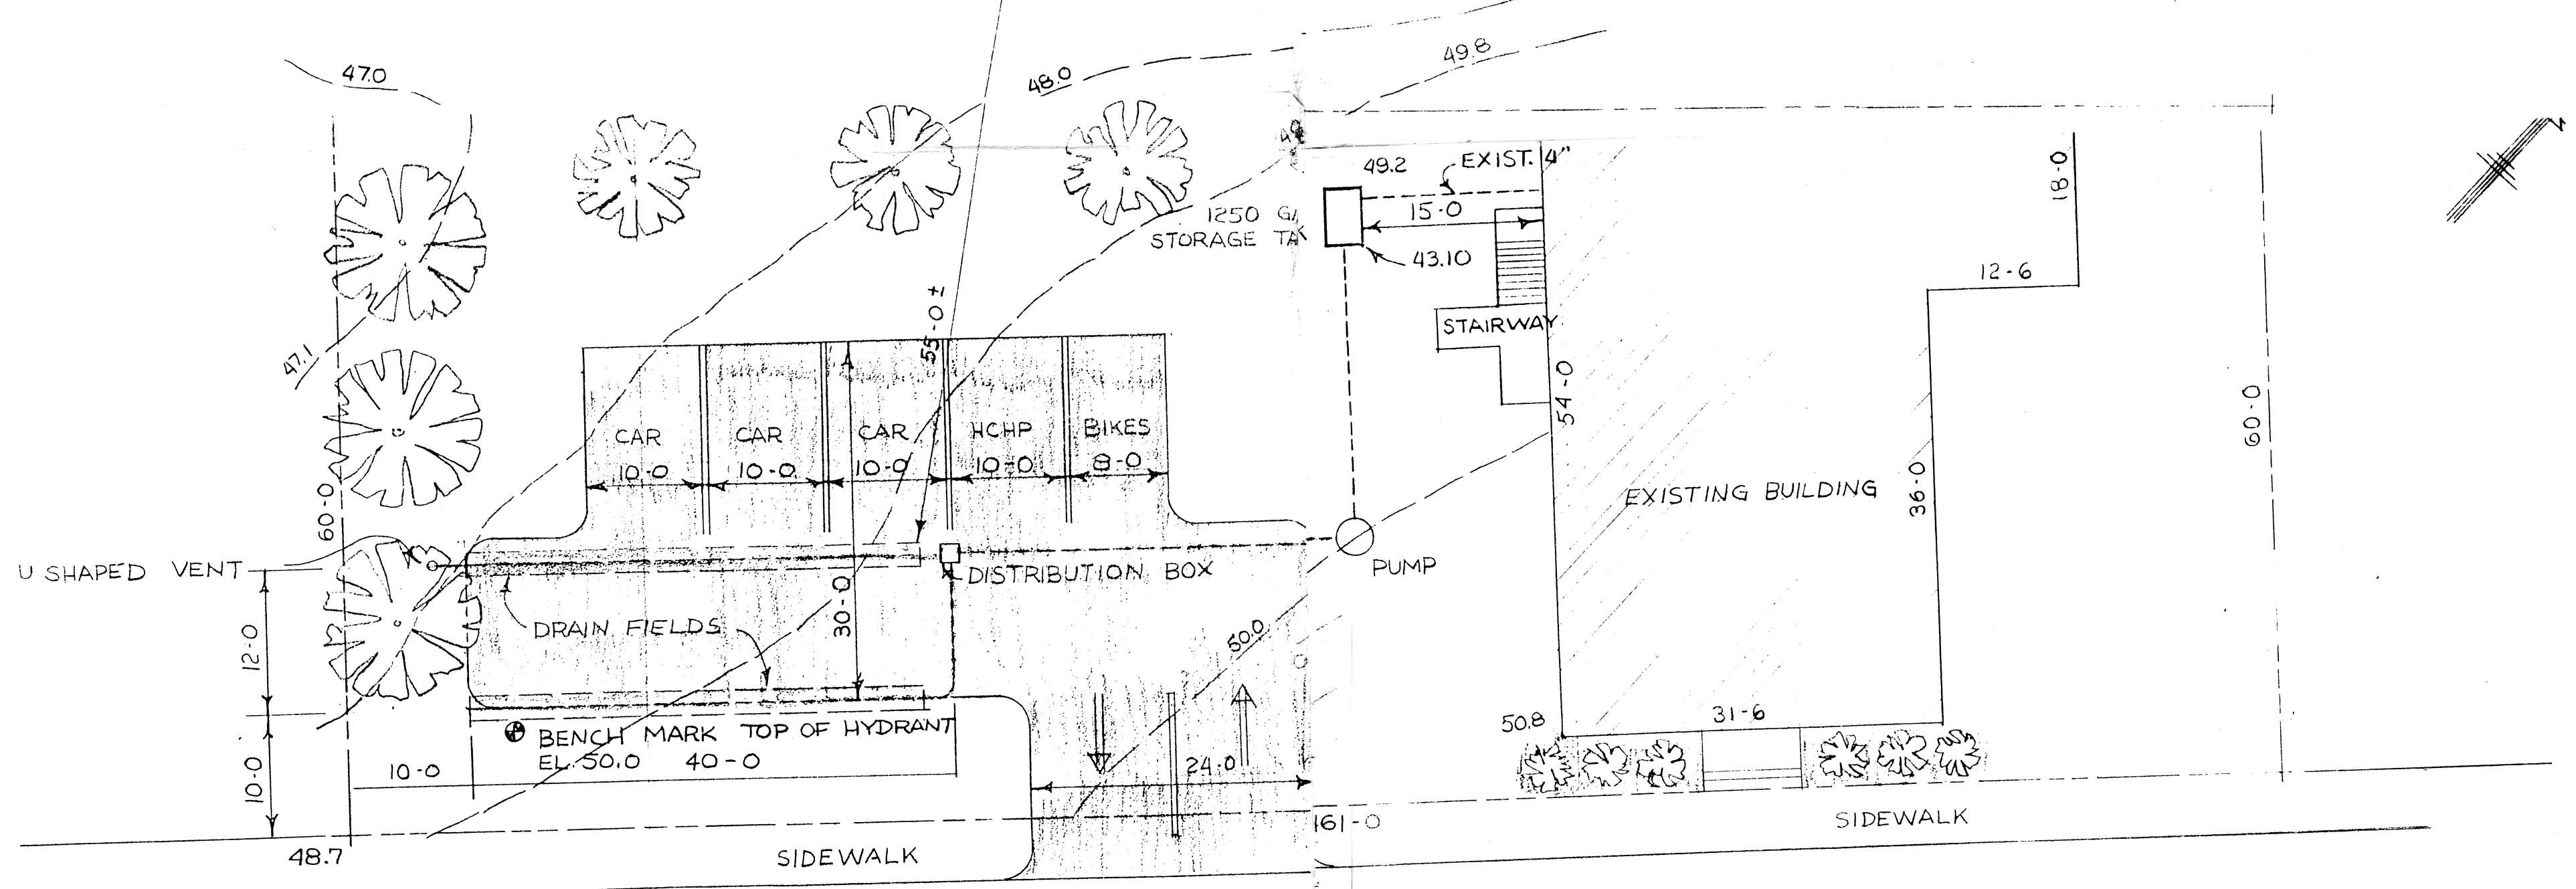 47.0
48.0
49.8
49.2
EXIST. 4"
15-0
18-0
1250 GA
STORAGE TA
43.10
12-6
STAIRWAY
47.1
55-0±
54-0
60-0
CAR
CAR
CAR
HCHP
BIKES
10-0
10-0
10-0
10-0
8-0
36-0
EXISTING BUILDING
60-0
U SHAPED VENT
DISTRIBUTION BOX
PUMP
12-0
DRAIN FIELDS
30-0
50.0
BENCH MARK TOP OF HYDRANT
EL. 50.0
40-0
50.8
31-6
10-0
10-0
24-0
161-0
SIDEWALK
48.7
SIDEWALK